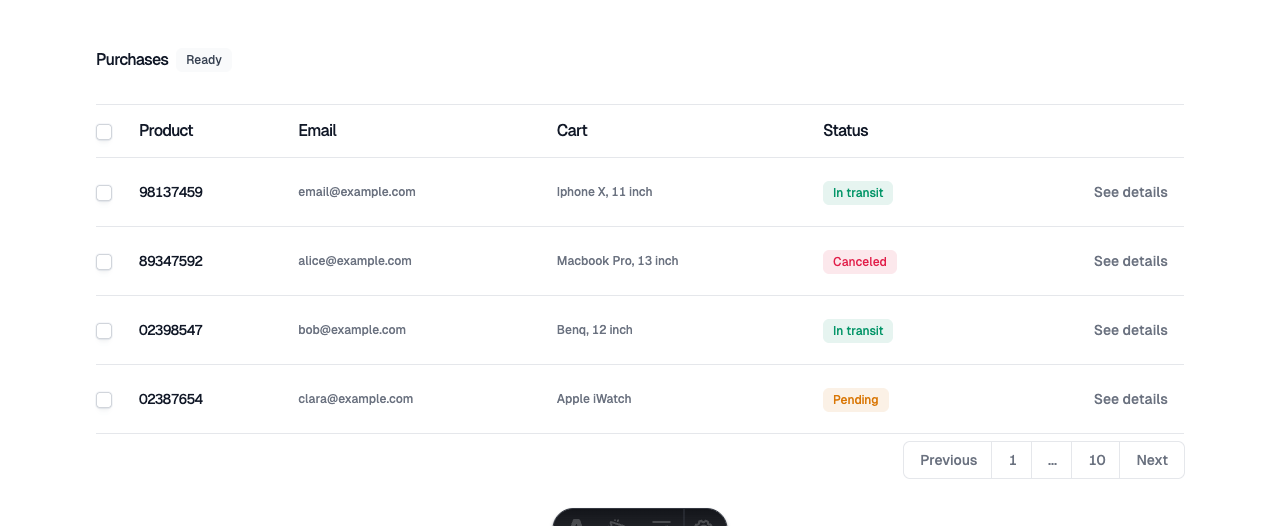 Purchases Ready
Product Email Cart Status
98137459 email@example.com Iphone X, 11 inch In transit See details
89347592 alice@example.com Macbook Pro, 13 inch Canceled See details
02398547 bob@example.com Benq, 12 inch In transit See details
02387654 clara@example.com Apple iWatch Pending See details
Previous 1 ... 10 Next